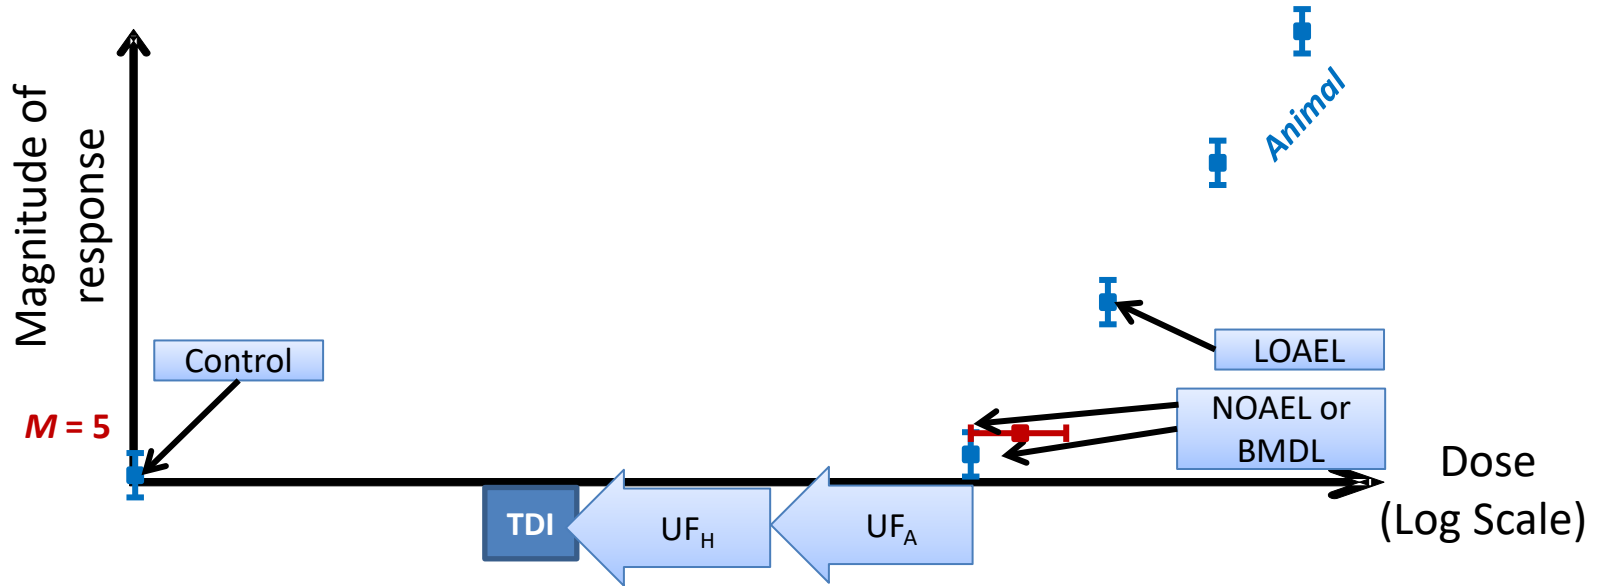 Magnitude of
response
Animal
Control
LOAEL
M = 5
NOAEL or
BMDL
Dose
(Log Scale)
TDI
UFH
UFA